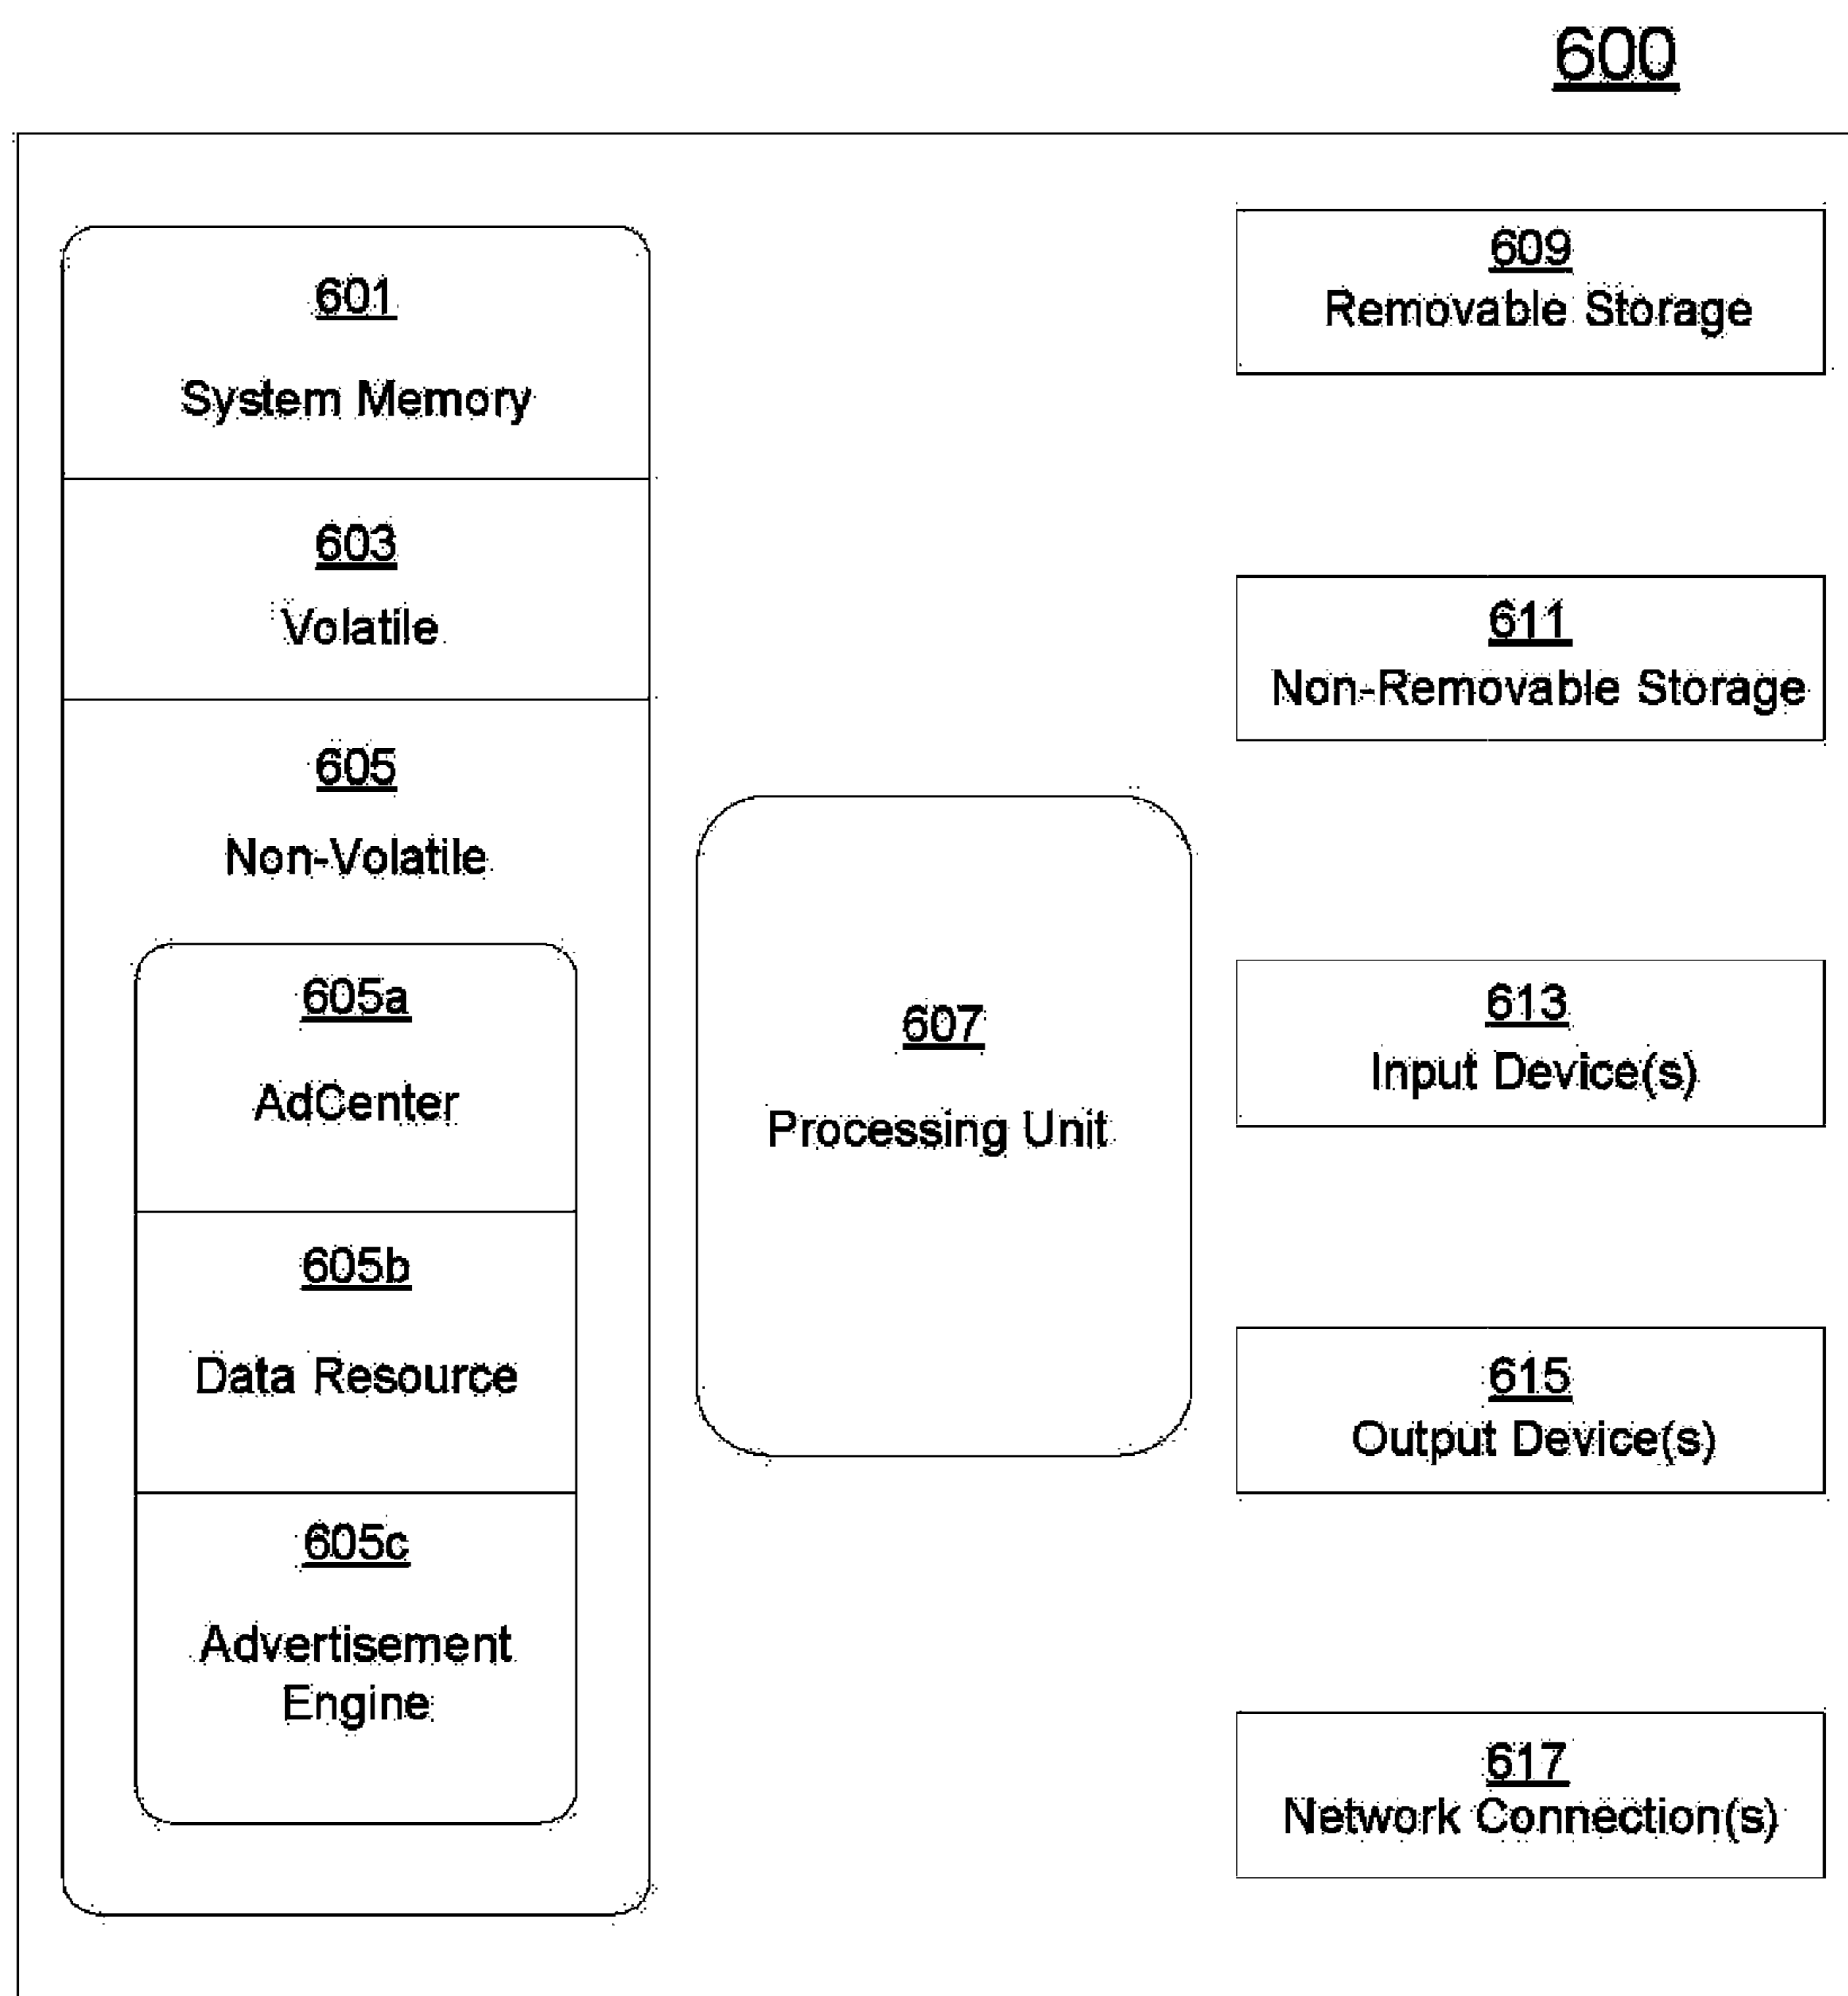 600
601
System Memory
603
Volatile
605
Non-Volatile
605a
AdCenter
605b
Data Resource
605c
Advertisement
Engine
607
Processing Unit
609
Removable Storage
611
Non-Removable Storage
613
Input Device(s)
615
Output Device(s)
617
Network Connection(s)